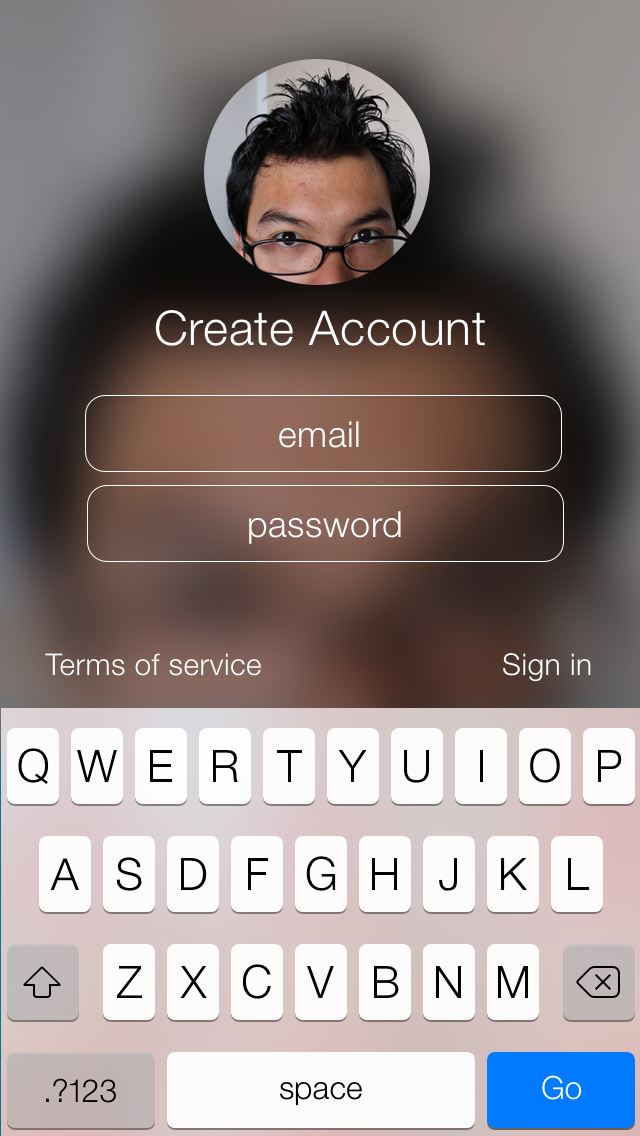 Create Account
email
password
Terms of service Sign in
Q W E R T Y U I O P
A S D F G H J K L
Z X C V B N M
.?123 space Go